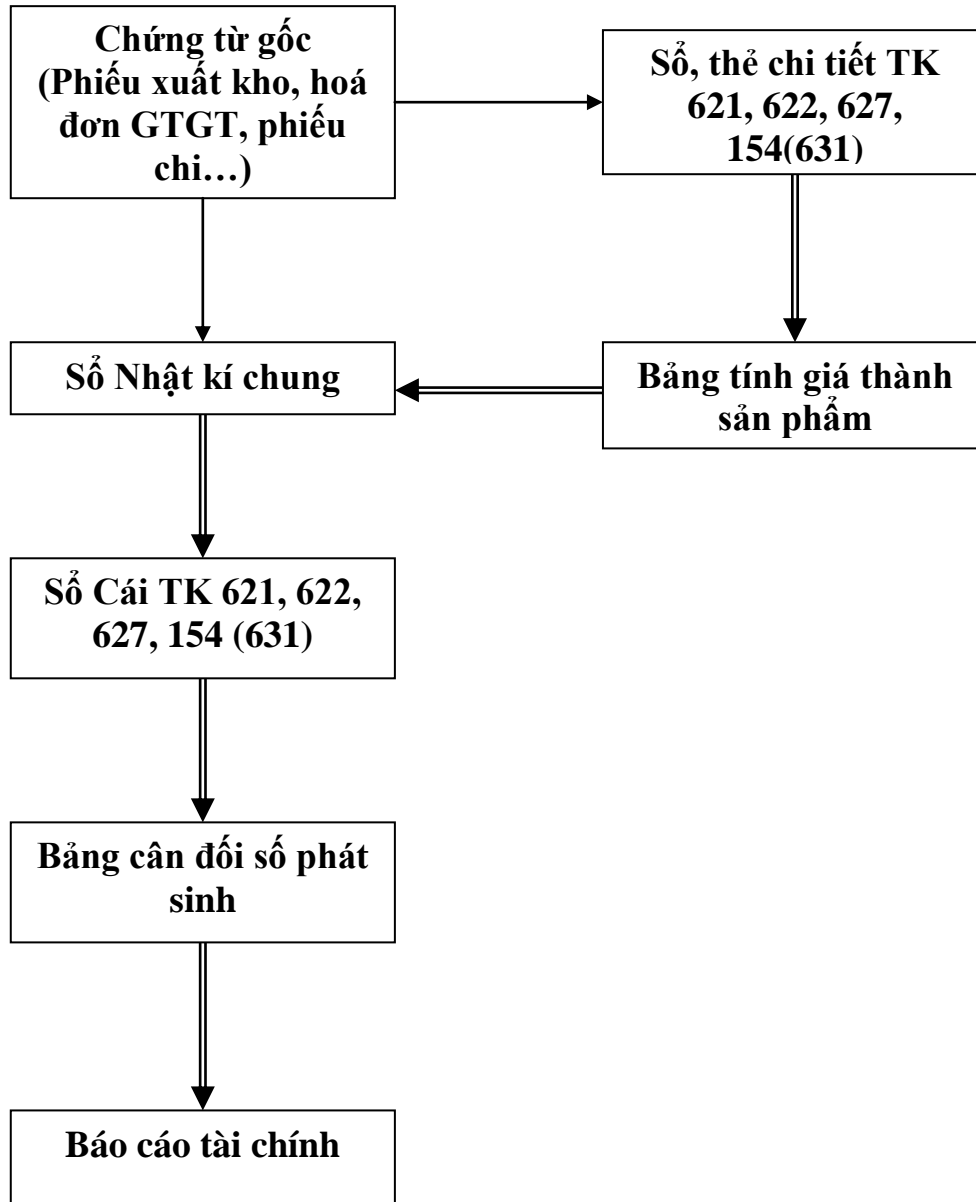 Chứng từ gốc
(Phiếu xuất kho, hoá
đơn GTGT, phiếu
chi…)
Sổ, thẻ chi tiết TK
621, 622, 627,
154(631)
Sổ Nhật kí chung
Bảng tính giá thành
sản phẩm
Sổ Cái TK 621, 622,
627, 154 (631)
Bảng cân đối số phát
sinh
Báo cáo tài chính